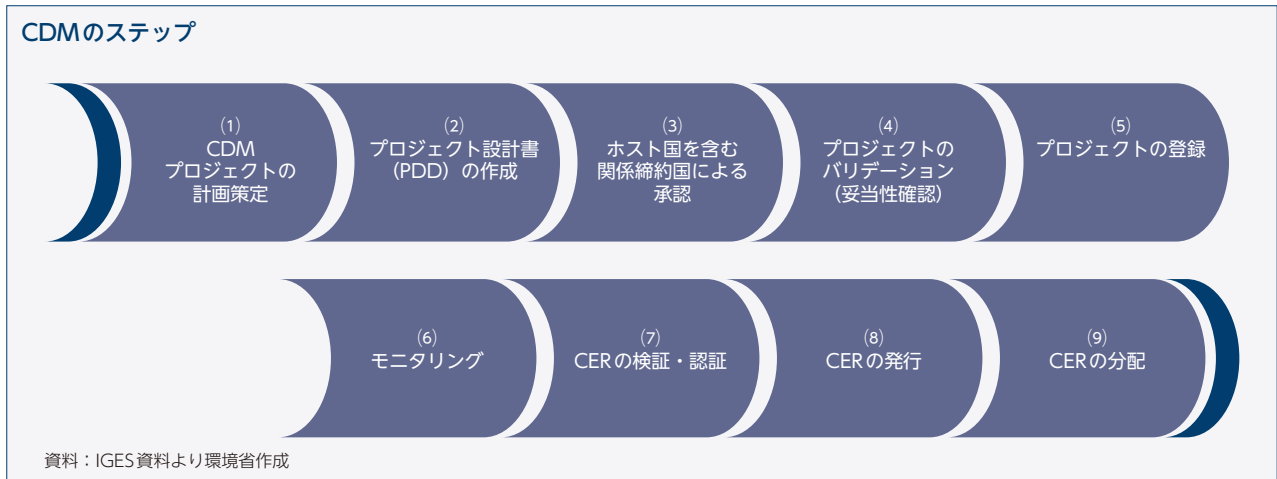 CDMのステップ
(1)
CDM
プロジェクトの
計画策定
(2)
プロジェクト設計書
（PDD）の作成
(3)
ホスト国を含む
関係締約国による
承認
(4)
プロジェクトの
バリデーション
（妥当性確認）
(5)
プロジェクトの登録
(6)
モニタリング
(7)
CERの検証・認証
(8)
CERの発行
(9)
CERの分配
資料：IGES資料より環境省作成